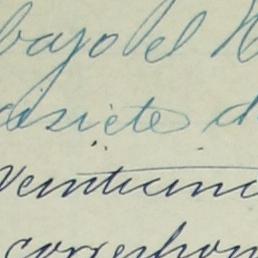 bajo el N
isiete d
Veinticinc
correspon